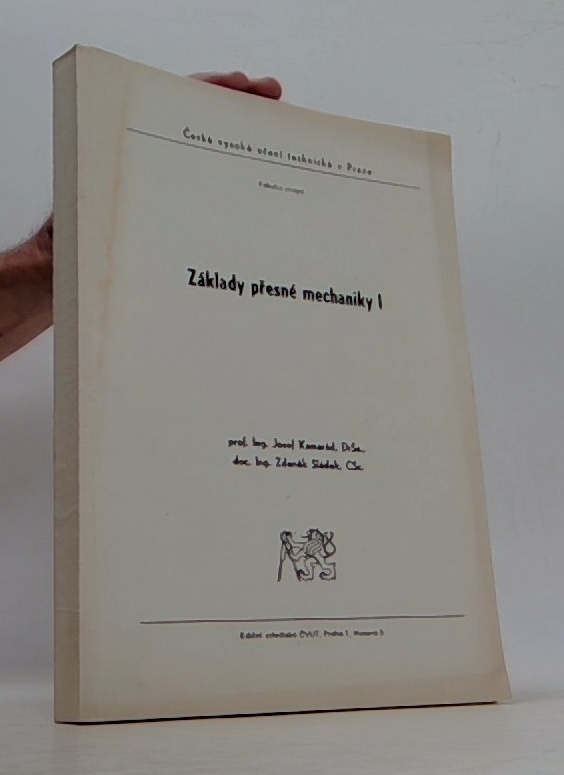 České vysoké učení technické v Praze
Fakulta strojní
Základy přesné mechaniky I
prof. Ing. Josef Kamarád, DrSc.
doc. Ing. Zdeněk Sládek, CSc.
Ediční středisko ČVUT, Praha 1, Husova 5